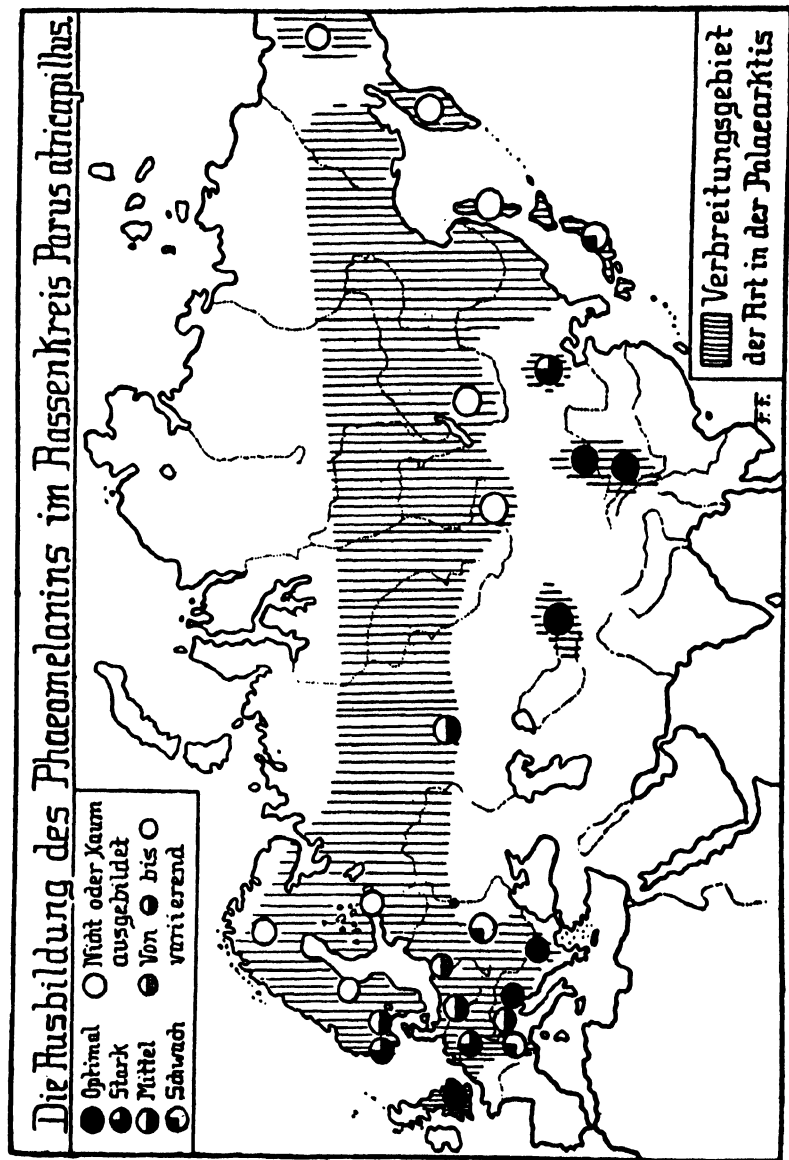 Die Ausbildung des Phaeomelanins im Rassenkreis Parus atricapillus.
Optimal
Stark
Mittel
Schwach
Nicht oder Kaum
ausgebildet
Von bis
variierend
Verbreitungsgebiet
der Art in der Palaearktis
F.F.